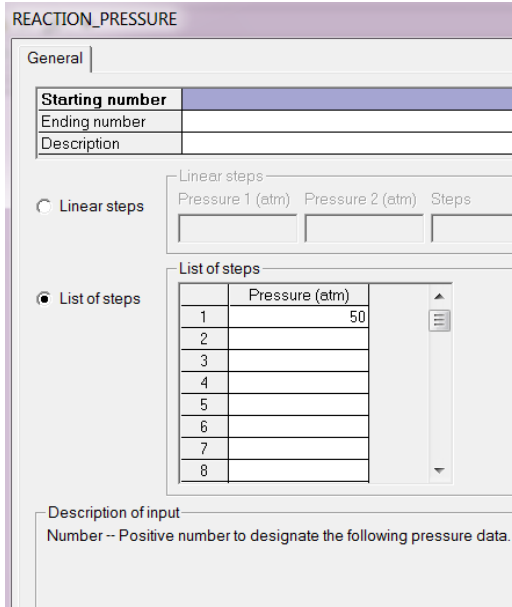 REACTION_PRESSURE
General
Starting number
Ending number
Description
Linear steps
Linear steps
Pressure 1 (atm) Pressure 2 (atm) Steps
List of steps
List of steps
Pressure (atm)
1 50
2
3
4
5
6
7
8
Description of input
Number -- Positive number to designate the following pressure data.